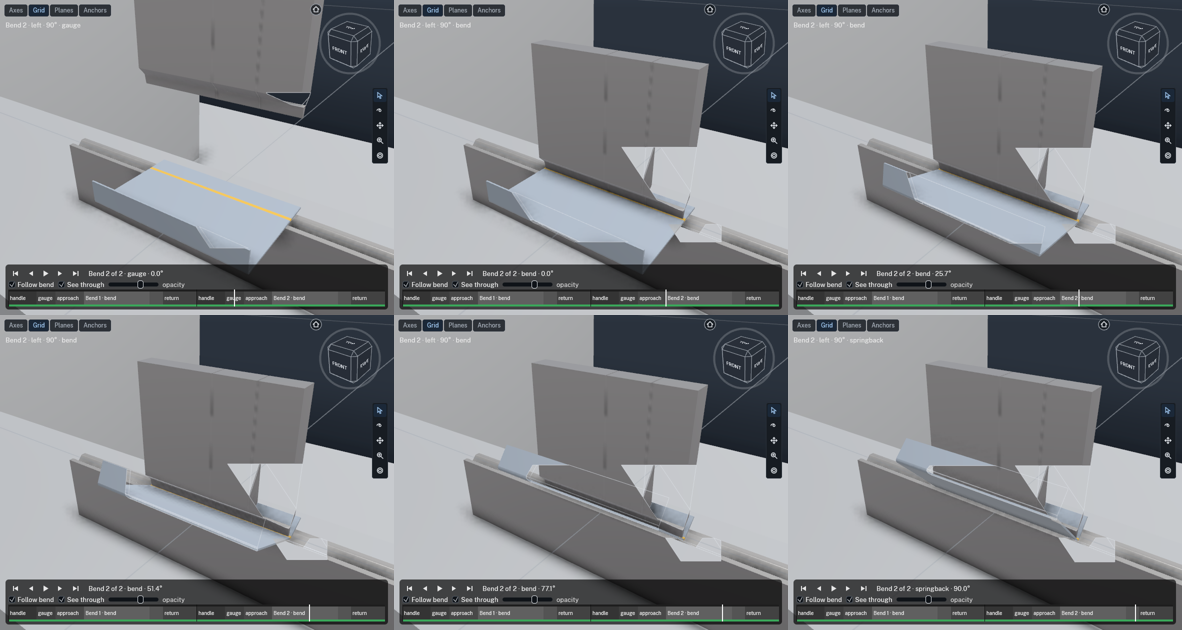 Axes Grid Planes Anchors
Bend 2 · left · 90° · gauge
FRONT
Bend 2 of 2 · gauge · 0.0°
Follow bend See through opacity
handle gauge approach Bend 1 · bend return handle gauge approach Bend 2 · bend return
Axes Grid Planes Anchors
Bend 2 · left · 90° · bend
FRONT
Bend 2 of 2 · bend · 0.0°
Follow bend See through opacity
handle gauge approach Bend 1 · bend return handle gauge approach Bend 2 · bend return
Axes Grid Planes Anchors
Bend 2 · left · 90° · bend
FRONT
Bend 2 of 2 · bend · 25.7°
Follow bend See through opacity
handle gauge approach Bend 1 · bend return handle gauge approach Bend 2 · bend return
Axes Grid Planes Anchors
Bend 2 · left · 90° · bend
FRONT
Bend 2 of 2 · bend · 51.4°
Follow bend See through opacity
handle gauge approach Bend 1 · bend return handle gauge approach Bend 2 · bend return
Axes Grid Planes Anchors
Bend 2 · left · 90° · bend
FRONT
Bend 2 of 2 · bend · 77.1°
Follow bend See through opacity
handle gauge approach Bend 1 · bend return handle gauge approach Bend 2 · bend return
Axes Grid Planes Anchors
Bend 2 · left · 90° · springback
FRONT
Bend 2 of 2 · springback · 90.0°
Follow bend See through opacity
handle gauge approach Bend 1 · bend return handle gauge approach Bend 2 · bend return